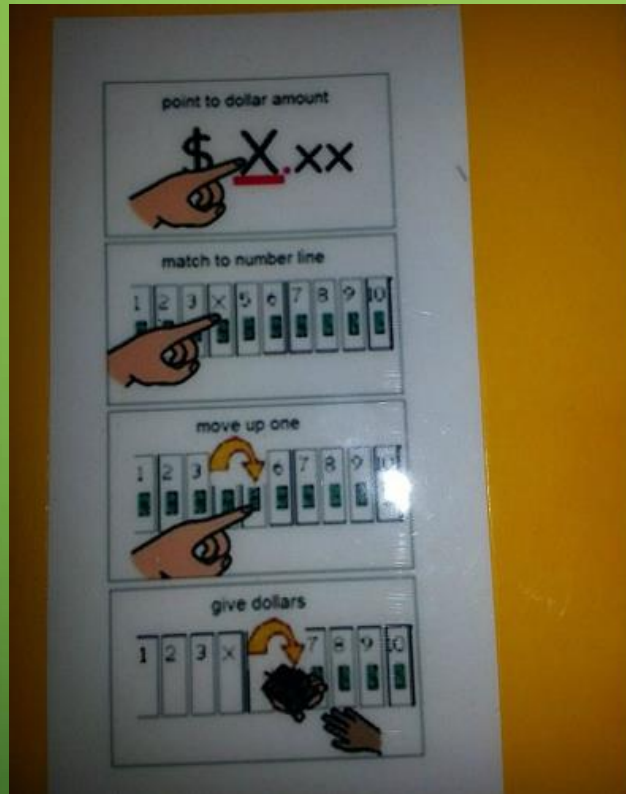 point to dollar amount
$ X.xx
match to number line
1 2 3 X 5 6 7 8 9 10
move up one
1 2 3 6 7 8 9 10
give dollars
1 2 3 X 7 8 9 10